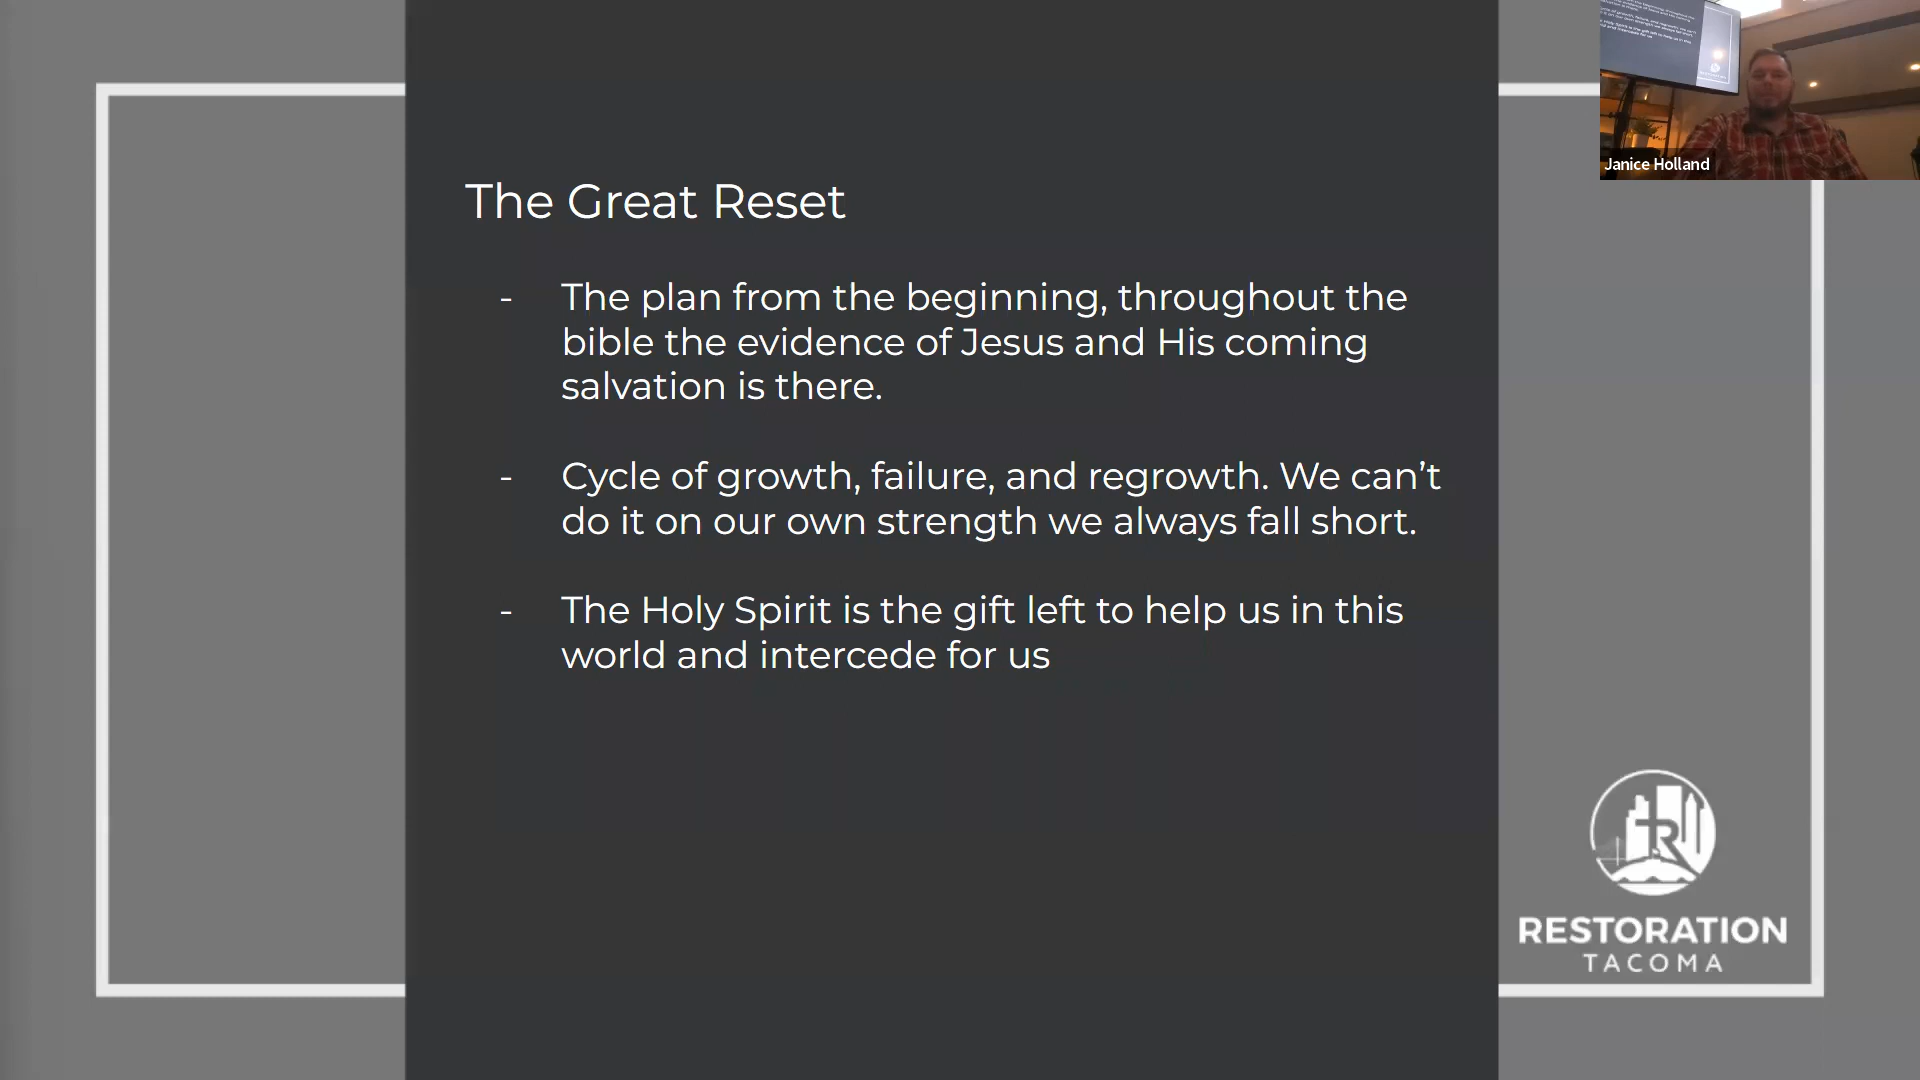 The Great Reset
- The plan from the beginning, throughout the
bible the evidence of Jesus and His coming
salvation is there.
- Cycle of growth, failure, and regrowth. We can’t
do it on our own strength we always fall short.
- The Holy Spirit is the gift left to help us in this
world and intercede for us
Janice Holland
R
RESTORATION
TACOMA